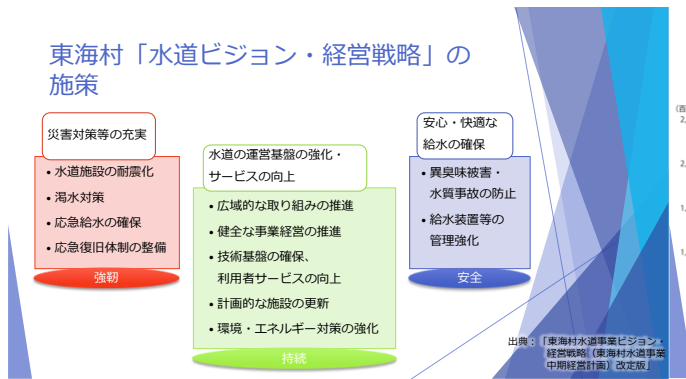 東海村「水道ビジョン・経営戦略」の
施策
災害対策等の充実
• 水道施設の耐震化
• 渇水対策
• 応急給水の確保
• 応急復旧体制の整備
強靭
水道の運営基盤の強化・
サービスの向上
• 広域的な取り組みの推進
• 健全な事業経営の推進
• 技術基盤の確保、
利用者サービスの向上
• 計画的な施設の更新
• 環境・エネルギー対策の強化
持続
安心・快適な
給水の確保
• 異臭味被害・
水質事故の防止
• 給水装置等の
管理強化
安全
出典：「東海村水道事業ビジョン・
経営戦略（東海村水道事業
中期経営計画）改定版」
（百
2,
2,
1,
1,